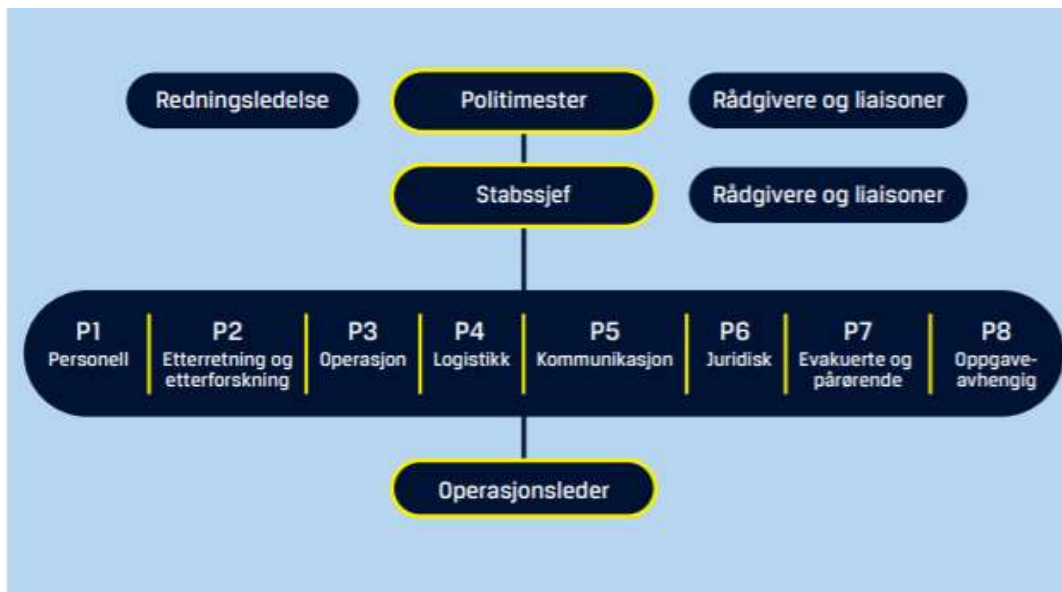 Redningsledelse
Politimester
Rådgivere og liaisoner
Stabssjef
Rådgivere og liaisoner
P1
Personell
P2
Etterretning og
etterforskning
P3
Operasjon
P4
Logistikk
P5
Kommunikasjon
P6
Juridisk
P7
Evakuerte og
pårørende
P8
Oppgave-
avhengig
Operasjonsleder